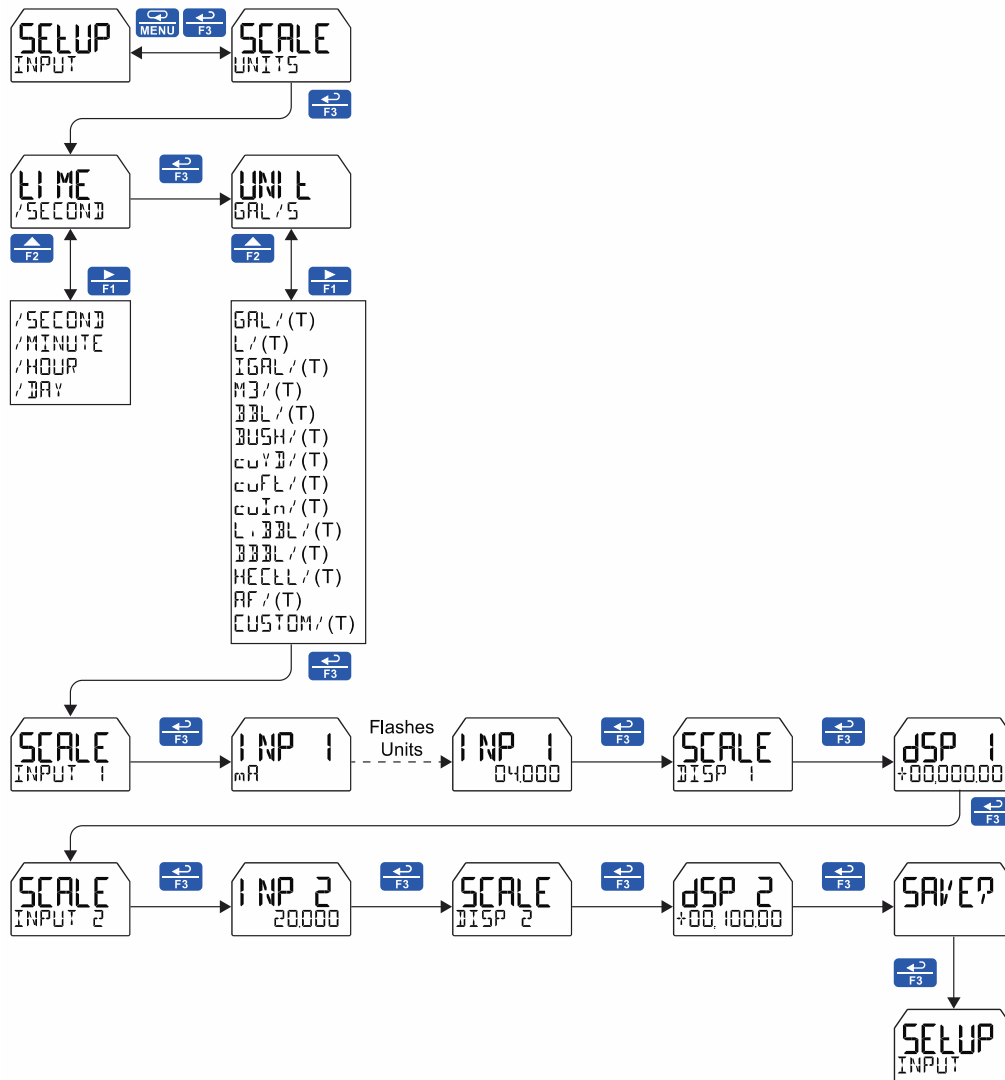 SEtUP
INPUT
MENU
F3
SCALE
UNITS
F3
tIME
/SECOND
F3
UNIt
GAL/S
F2
F1
F2
F1
/SECOND
/MINUTE
/HOUR
/DAY
GAL/(T)
L/(T)
IGAL/(T)
M3/(T)
BBL/(T)
BUSH/(T)
cuYD/(T)
cuFt/(T)
cuIn/(T)
LiBBL/(T)
BBBL/(T)
HECtL/(T)
AF/(T)
CUSTOM/(T)
F3
SCALE
INPUT 1
F3
INP 1
mA
Flashes
Units
INP 1
04.000
F3
SCALE
DISP 1
F3
dSP 1
+00,000.00
F3
SCALE
INPUT 2
F3
INP 2
20.000
F3
SCALE
DISP 2
F3
dSP 2
+00,100.00
F3
SAVE?
F3
SEtUP
INPUT